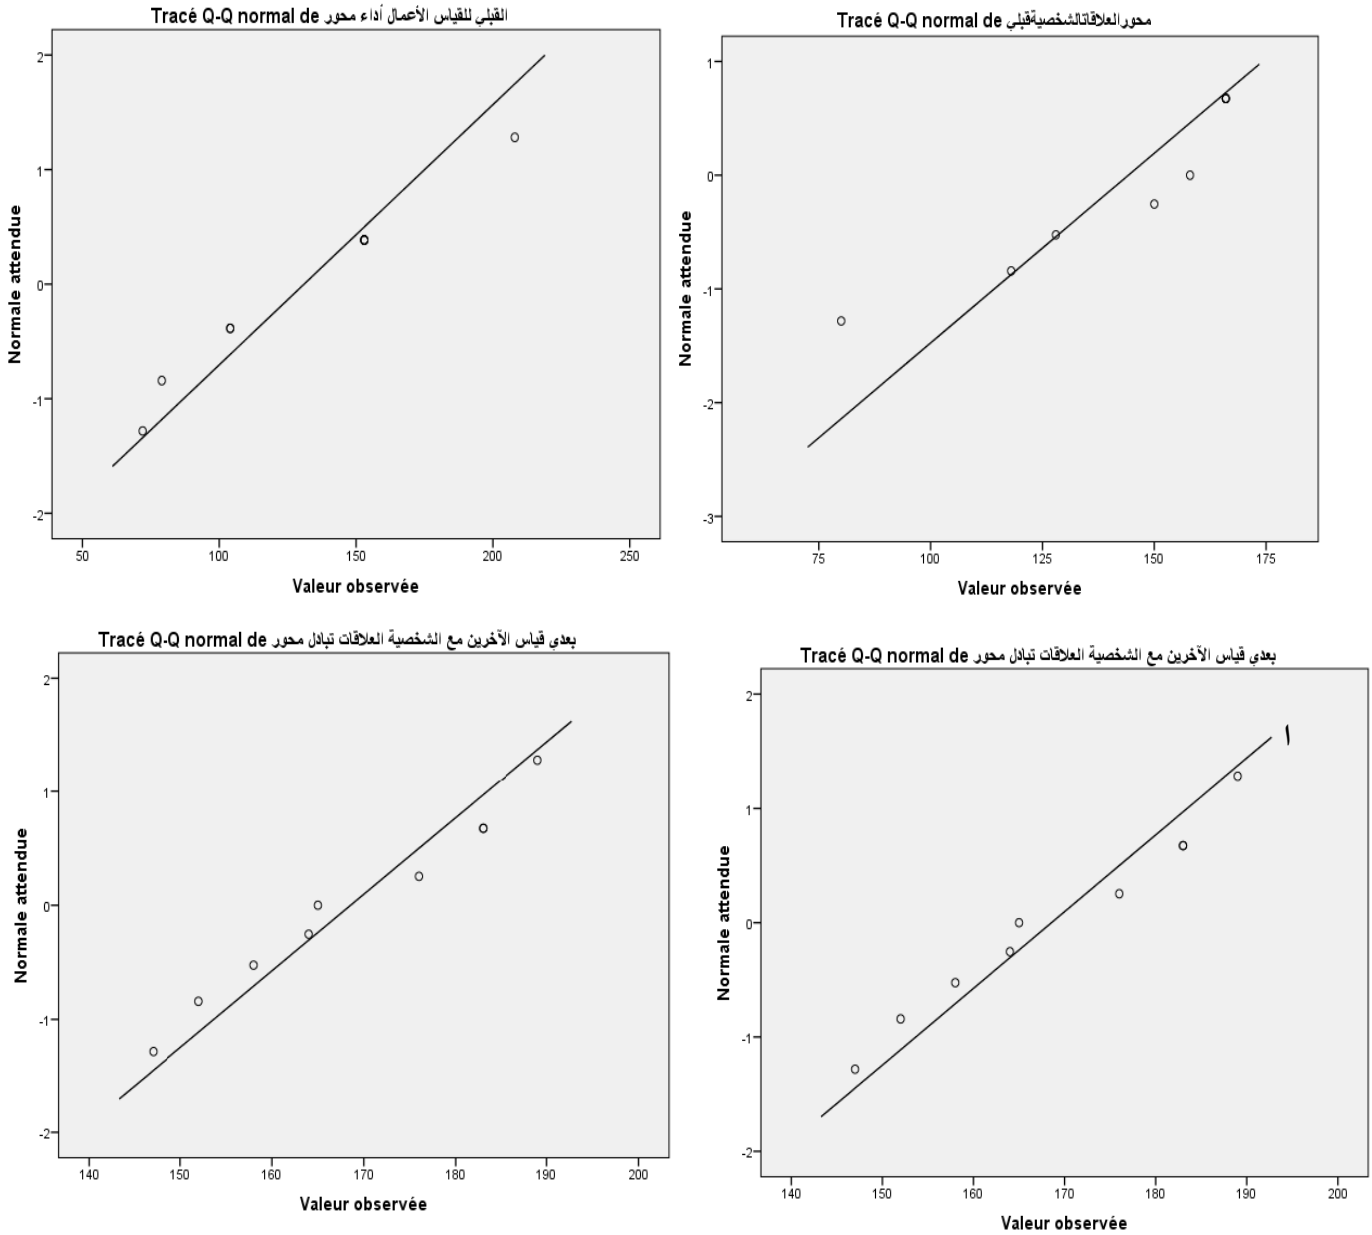 Tracé Q-Q normal de القبلي للقياس الأعمال أداء محور
2
1
0
-1
-2
Normale attendue
50 100 150 200 250
Valeur observée
Tracé Q-Q normal de محورالعلاقاتالشخصيةقبلي
1
0
-1
-2
-3
Normale attendue
75 100 125 150 175
Valeur observée
Tracé Q-Q normal de بعدي قياس الآخرين مع الشخصية العلاقات تبادل محور
2
1
0
-1
-2
Normale attendue
140 150 160 170 180 190 200
Valeur observée
Tracé Q-Q normal de بعدي قياس الآخرين مع الشخصية العلاقات تبادل محور
2
1
0
-1
-2
Normale attendue
أ
140 150 160 170 180 190 200
Valeur observée